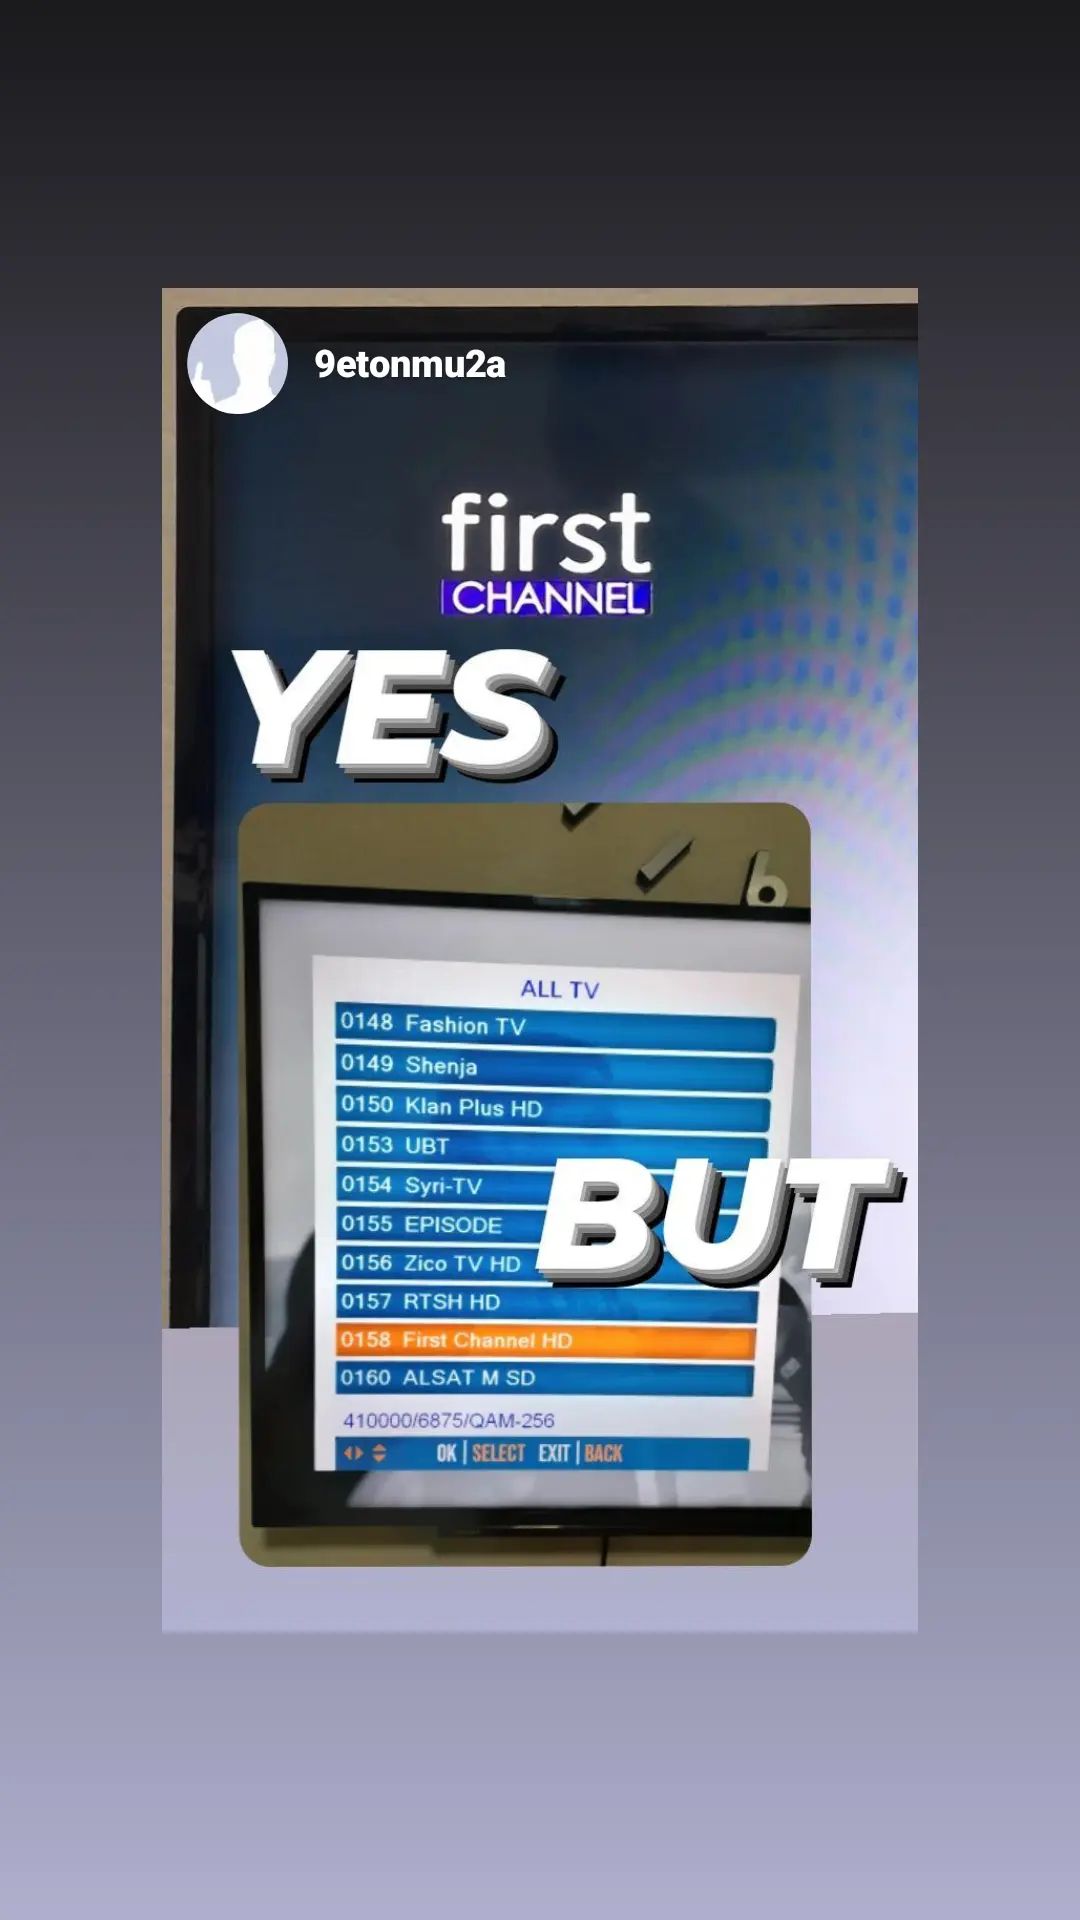 9etonmu2a
first
CHANNEL
YES
6
ALL TV
0148 Fashion TV
0149 Shenja
0150 Klan Plus HD
0153 UBT
0154 Syri-TV
0155 EPISODE
BUT
0156 Zico TV HD
0157 RTSH HD
0158 First Channel HD
0160 ALSAT M SD
410000/6875/QAM-256
OK | SELECT EXIT | BACK